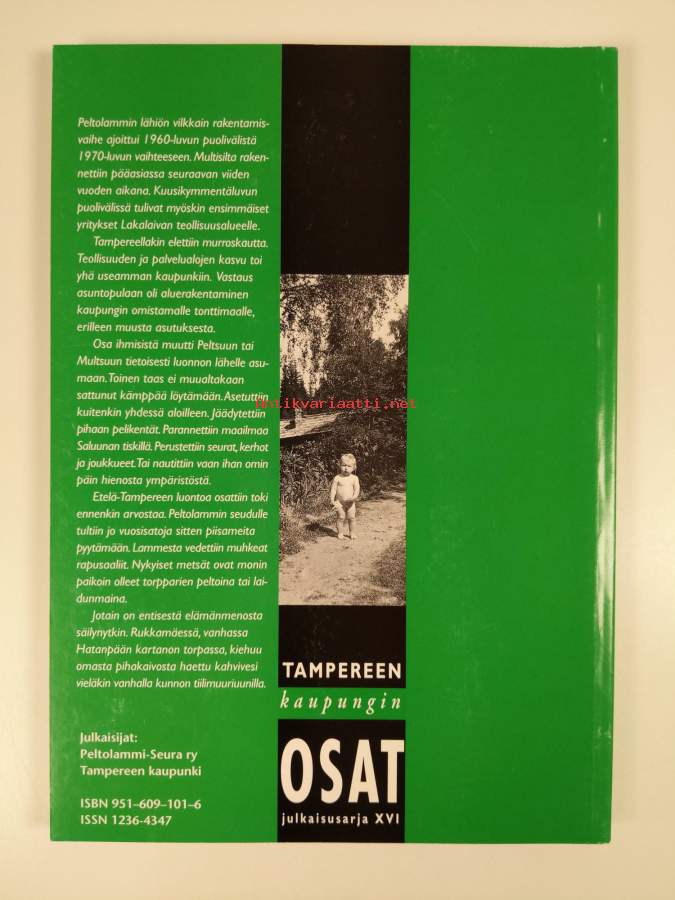 Peltolammin lähiön vilkkain rakentamis-
vaihe ajoittui 1960-luvun puolivälistä
1970-luvun vaihteeseen. Multisilta raken-
nettiin pääasiassa seuraavan viiden
vuoden aikana. Kuusikymmentäluvun
puolivälissä tulivat myöskin ensimmäiset
yritykset Lakalaivan teollisuusalueelle.
Tampereellakin elettiin murroskautta.
Teollisuuden ja palvelualojen kasvu toi
yhä useamman kaupunkiin. Vastaus
asuntopulaan oli aluerakentaminen
kaupungin omistamalle tonttimaalle,
erilleen muusta asutuksesta.
Osa ihmisistä muutti Peltsuun tai
Multsuun tietoisesti luonnon lähelle asu-
maan. Toinen taas ei muualtakaan
sattunut kämppää löytämään. Asetuttiin
kuitenkin yhdessä aloilleen. Jäädytettiin
pihaan pelikentät. Parannettiin maailmaa
Saluunan tiskillä. Perustettiin seurat, kerhot
ja joukkueet. Tai nautittiin vaan ihan omin
päin hienosta ympäristöstä.
Etelä-Tampereen luontoa osattiin toki
ennenkin arvostaa. Peltolammin seudulle
tultiin jo vuosisatoja sitten piisameita
pyytämään. Lammesta vedettiin muhkeat
rapusaaliit. Nykyiset metsät ovat monin
paikoin olleet torpparien peltoina tai lai-
dunmaina.
Jotain on entisestä elämänmenosta
säilynytkin. Rukkamäessä, vanhassa
Hatanpään kartanon torpassa, kiehuu
omasta pihakaivosta haettu kahvivesi
vieläkin vanhalla kunnon tiilimuuriuunilla.
Julkaisijat:
Peltolammi-Seura ry
Tampereen kaupunki
ISBN 951-609-101-6
ISSN 1236-4347
antikvariaatti.net
TAMPEREEN
kaupungin
OSAT
julkaisusarja XVI